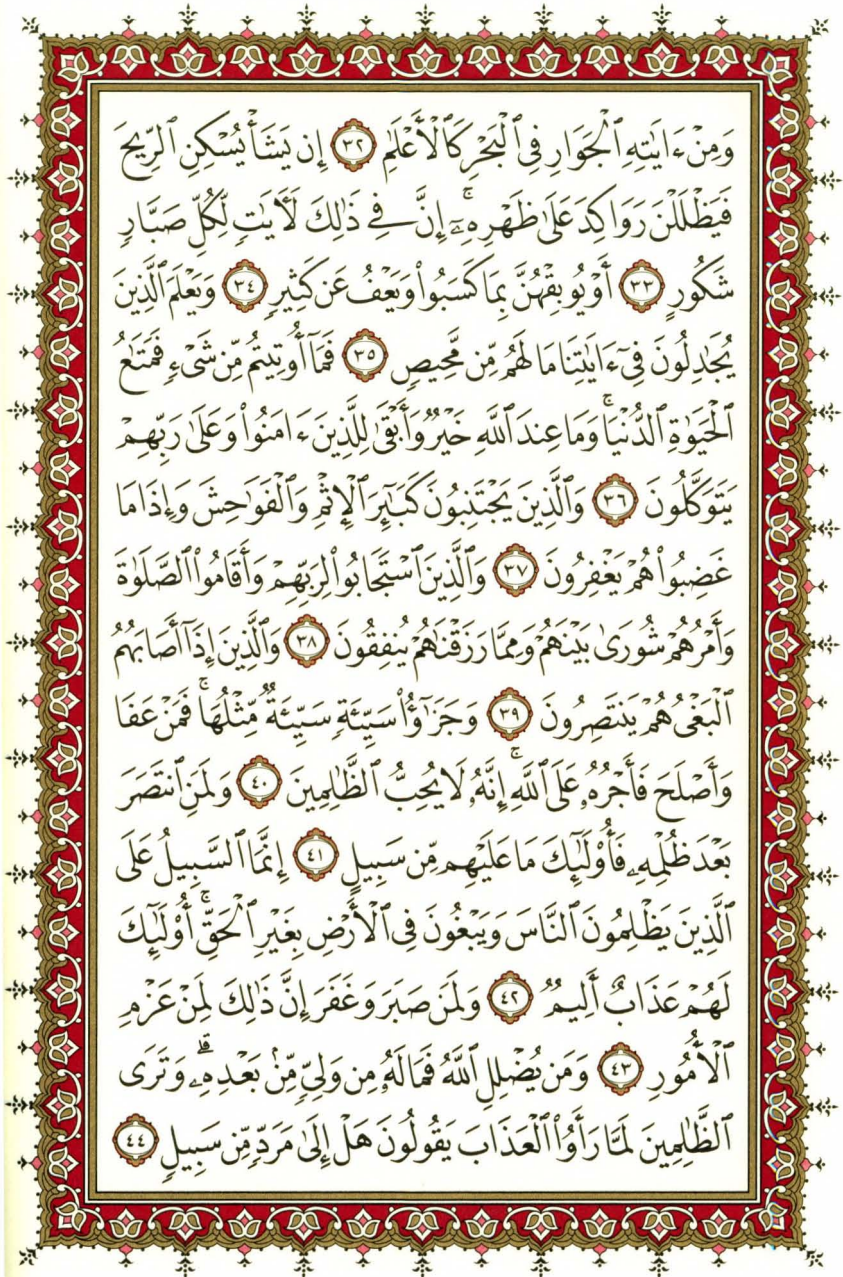 وَمِنْ ءَايَٰتِهِ ٱلْجَوَارِ فِى ٱلْبَحْرِ كَٱلْأَعْلَٰمِ ٣٢ إِن يَشَأْ يُسْكِنِ ٱلرِّيحَ
فَيَظْلَلْنَ رَوَاكِدَ عَلَىٰ ظَهْرِهِۦٓ ۚ إِنَّ فِى ذَٰلِكَ لَءَايَٰتٍ لِّكُلِّ صَبَّارٍ
شَكُورٍ ٣٣ أَوْ يُوبِقْهُنَّ بِمَا كَسَبُوا۟ وَيَعْفُ عَن كَثِيرٍ ٣٤ وَيَعْلَمَ ٱلَّذِينَ
يُجَٰدِلُونَ فِىٓ ءَايَٰتِنَا مَا لَهُم مِّن مَّحِيصٍ ٣٥ فَمَآ أُوتِيتُم مِّن شَىْءٍ فَمَتَٰعُ
ٱلْحَيَوٰةِ ٱلدُّنْيَا ۚ وَمَا عِندَ ٱللَّهِ خَيْرٌ وَأَبْقَىٰ لِلَّذِينَ ءَامَنُوا۟ وَعَلَىٰ رَبِّهِمْ
يَتَوَكَّلُونَ ٣٦ وَٱلَّذِينَ يَجْتَنِبُونَ كَبَٰٓئِرَ ٱلْإِثْمِ وَٱلْفَوَٰحِشَ وَإِذَا مَا
غَضِبُوا۟ هُمْ يَغْفِرُونَ ٣٧ وَٱلَّذِينَ ٱسْتَجَابُوا۟ لِرَبِّهِمْ وَأَقَامُوا۟ ٱلصَّلَوٰةَ
وَأَمْرُهُمْ شُورَىٰ بَيْنَهُمْ وَمِمَّا رَزَقْنَٰهُمْ يُنفِقُونَ ٣٨ وَٱلَّذِينَ إِذَآ أَصَابَهُمُ
ٱلْبَغْىُ هُمْ يَنتَصِرُونَ ٣٩ وَجَزَٰٓؤُا۟ سَيِّئَةٍ سَيِّئَةٌ مِّثْلُهَا ۖ فَمَنْ عَفَا
وَأَصْلَحَ فَأَجْرُهُۥ عَلَى ٱللَّهِ ۚ إِنَّهُۥ لَا يُحِبُّ ٱلظَّٰلِمِينَ ٤٠ وَلَمَنِ ٱنتَصَرَ
بَعْدَ ظُلْمِهِۦ فَأُو۟لَٰٓئِكَ مَا عَلَيْهِم مِّن سَبِيلٍ ٤١ إِنَّمَا ٱلسَّبِيلُ عَلَى
ٱلَّذِينَ يَظْلِمُونَ ٱلنَّاسَ وَيَبْغُونَ فِى ٱلْأَرْضِ بِغَيْرِ ٱلْحَقِّ ۚ أُو۟لَٰٓئِكَ
لَهُمْ عَذَابٌ أَلِيمٌ ٤٢ وَلَمَن صَبَرَ وَغَفَرَ إِنَّ ذَٰلِكَ لَمِنْ عَزْمِ
ٱلْأُمُورِ ٤٣ وَمَن يُضْلِلِ ٱللَّهُ فَمَا لَهُۥ مِن وَلِىٍّ مِّنۢ بَعْدِهِۦ ۗ وَتَرَى
ٱلظَّٰلِمِينَ لَمَّا رَأَوُا۟ ٱلْعَذَابَ يَقُولُونَ هَلْ إِلَىٰ مَرَدٍّ مِّن سَبِيلٍ ٤٤